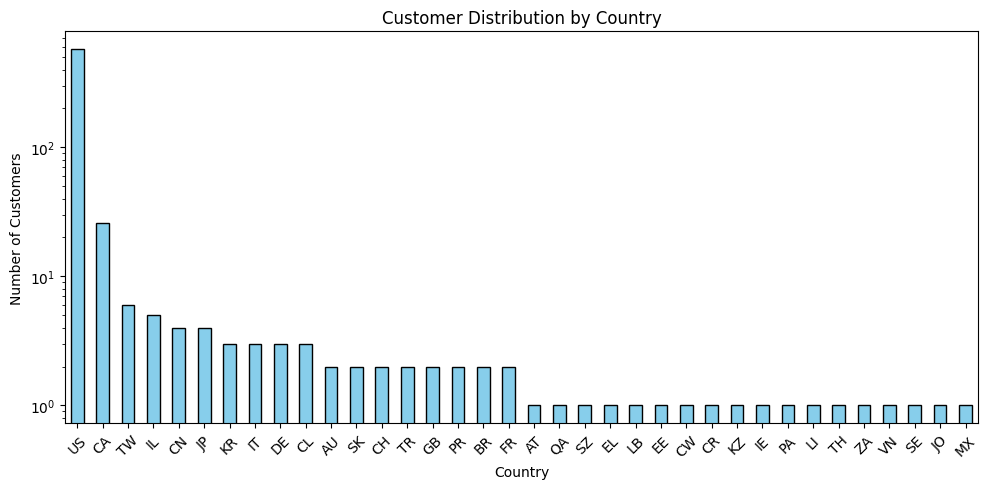 Customer Distribution by Country
Number of Customers
10²
10¹
10⁰
US CA TW IL CN JP KR IT DE CL AU SK CH TR GB PR BR FR AT QA SZ EL LB EE CW CR KZ IE PA LI TH ZA VN SE JO MX
Country